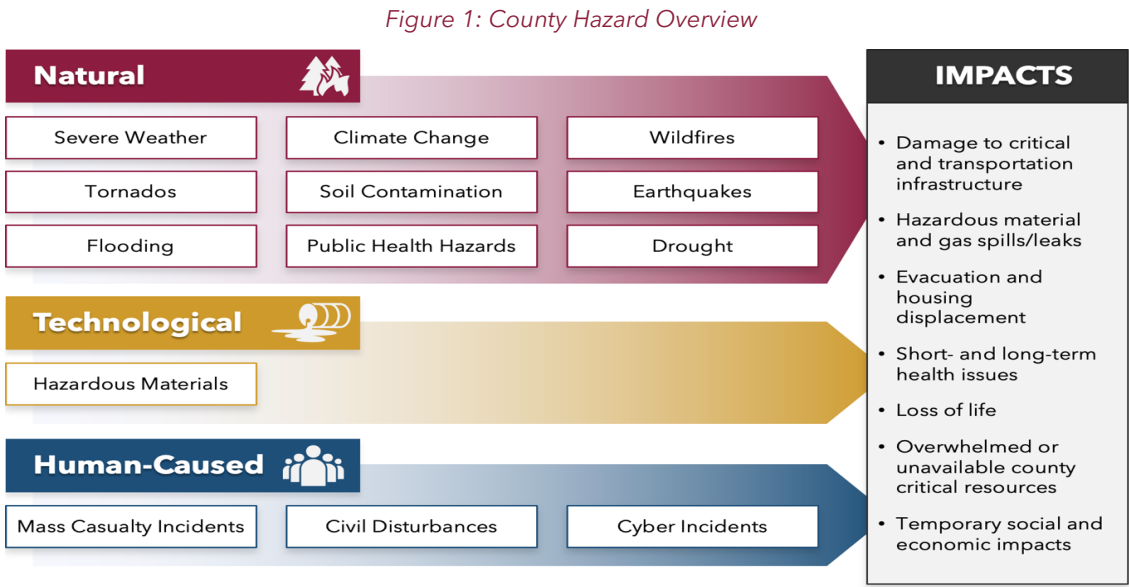 Figure 1: County Hazard Overview
Natural
Severe Weather
Climate Change
Wildfires
Tornados
Soil Contamination
Earthquakes
Flooding
Public Health Hazards
Drought
Technological
Hazardous Materials
Human-Caused
Mass Casualty Incidents
Civil Disturbances
Cyber Incidents
IMPACTS
• Damage to critical
and transportation
infrastructure
• Hazardous material
and gas spills/leaks
• Evacuation and
housing
displacement
• Short- and long-term
health issues
• Loss of life
• Overwhelmed or
unavailable county
critical resources
• Temporary social and
economic impacts